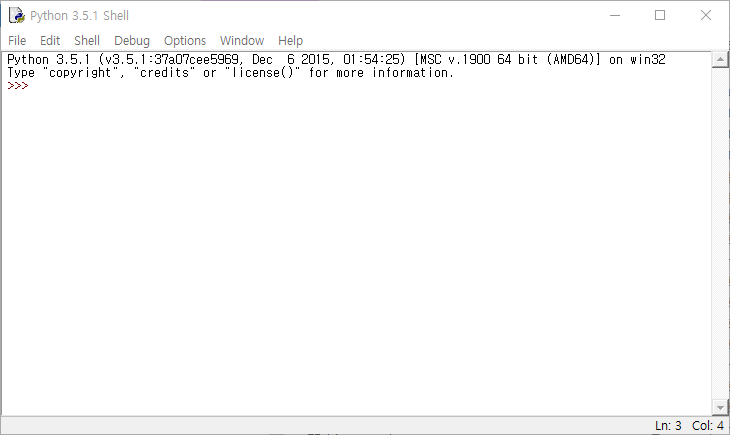 Python 3.5.1 Shell
File Edit Shell Debug Options Window Help
Python 3.5.1 (v3.5.1:37a07cee5969, Dec  6 2015, 01:54:25) [MSC v.1900 64 bit (AMD64)] on win32
Type "copyright", "credits" or "license()" for more information.
>>>
Ln: 3 Col: 4